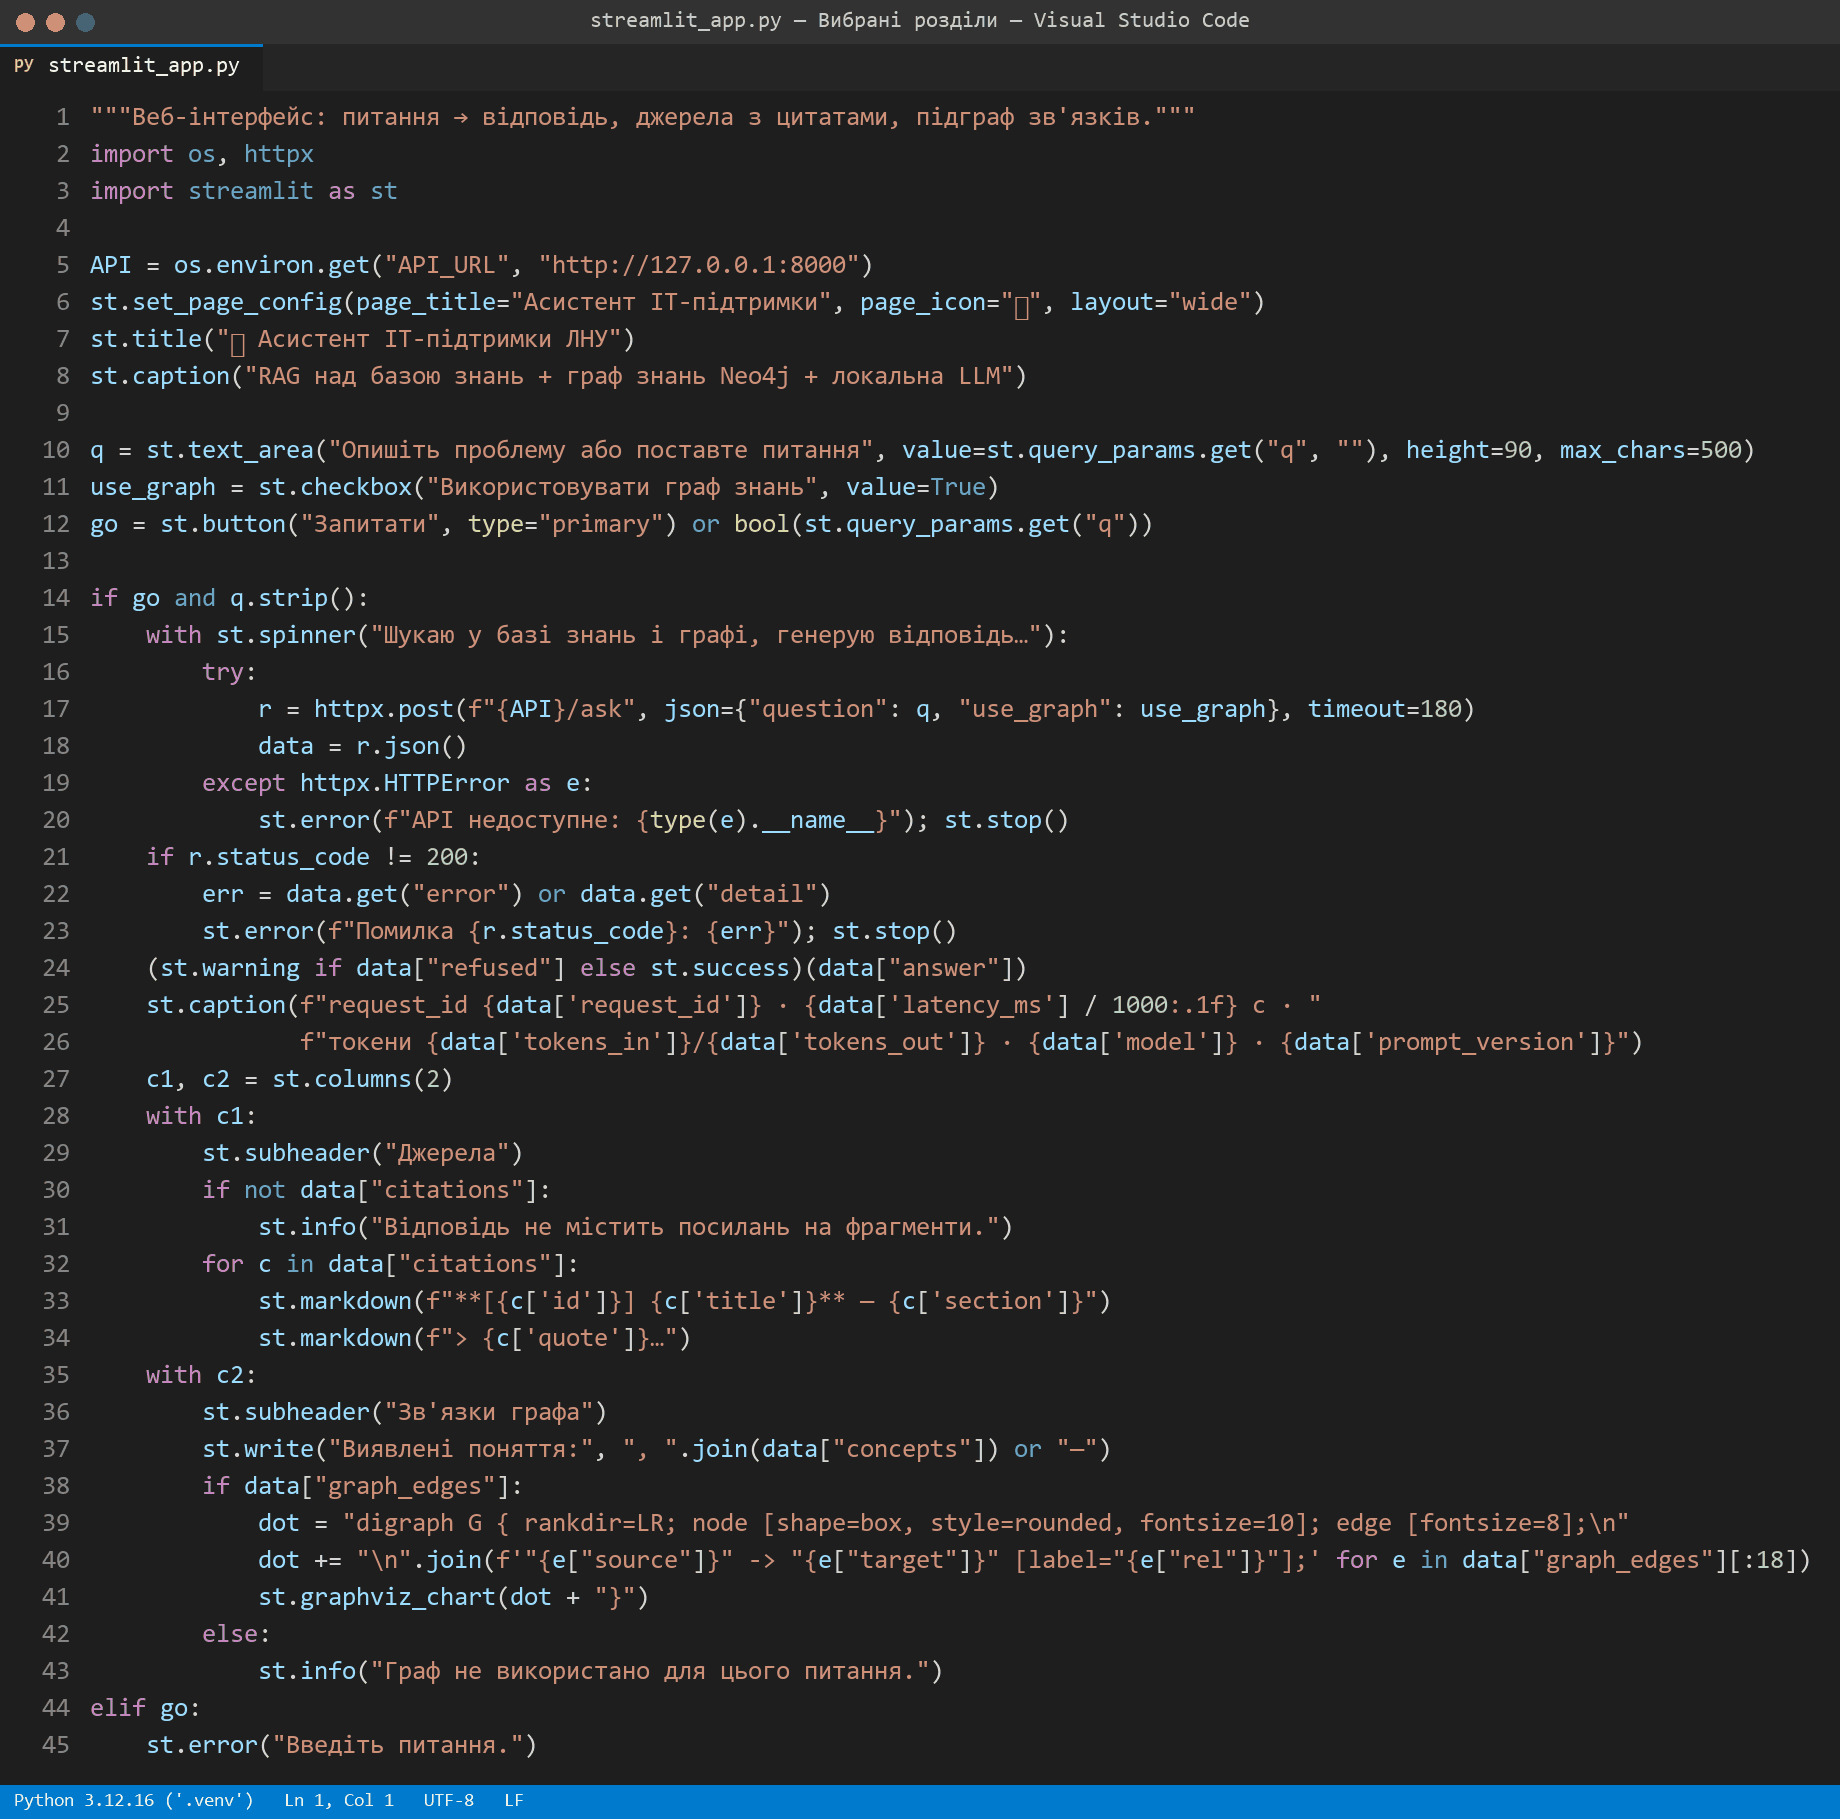 streamlit_app.py — Вибрані розділи — Visual Studio Code
py streamlit_app.py
1 """Веб-інтерфейс: питання → відповідь, джерела з цитатами, підграф зв'язків."""
2 import os, httpx
3 import streamlit as st
4
5 API = os.environ.get("API_URL", "http://127.0.0.1:8000")
6 st.set_page_config(page_title="Асистент ІТ-підтримки", page_icon="▯", layout="wide")
7 st.title("▯ Асистент ІТ-підтримки ЛНУ")
8 st.caption("RAG над базою знань + граф знань Neo4j + локальна LLM")
9
10 q = st.text_area("Опишіть проблему або поставте питання", value=st.query_params.get("q", ""), height=90, max_chars=500)
11 use_graph = st.checkbox("Використовувати граф знань", value=True)
12 go = st.button("Запитати", type="primary") or bool(st.query_params.get("q"))
13
14 if go and q.strip():
15     with st.spinner("Шукаю у базі знань і графі, генерую відповідь…"):
16         try:
17             r = httpx.post(f"{API}/ask", json={"question": q, "use_graph": use_graph}, timeout=180)
18             data = r.json()
19         except httpx.HTTPError as e:
20             st.error(f"API недоступне: {type(e).__name__}"); st.stop()
21     if r.status_code != 200:
22         err = data.get("error") or data.get("detail")
23         st.error(f"Помилка {r.status_code}: {err}"); st.stop()
24     (st.warning if data["refused"] else st.success)(data["answer"])
25     st.caption(f"request_id {data['request_id']} · {data['latency_ms'] / 1000:.1f} с · "
26                f"токени {data['tokens_in']}/{data['tokens_out']} · {data['model']} · {data['prompt_version']}")
27     c1, c2 = st.columns(2)
28     with c1:
29         st.subheader("Джерела")
30         if not data["citations"]:
31             st.info("Відповідь не містить посилань на фрагменти.")
32         for c in data["citations"]:
33             st.markdown(f"**[{c['id']}] {c['title']}** — {c['section']}")
34             st.markdown(f"> {c['quote']}…")
35     with c2:
36         st.subheader("Зв'язки графа")
37         st.write("Виявлені поняття:", ", ".join(data["concepts"]) or "—")
38         if data["graph_edges"]:
39             dot = "digraph G { rankdir=LR; node [shape=box, style=rounded, fontsize=10]; edge [fontsize=8];\n"
40             dot += "\n".join(f'"{e["source"]}" -> "{e["target"]}" [label="{e["rel"]}"];' for e in data["graph_edges"][:18])
41             st.graphviz_chart(dot + "}")
42         else:
43             st.info("Граф не використано для цього питання.")
44 elif go:
45     st.error("Введіть питання.")
Python 3.12.16 ('.venv') Ln 1, Col 1 UTF-8 LF